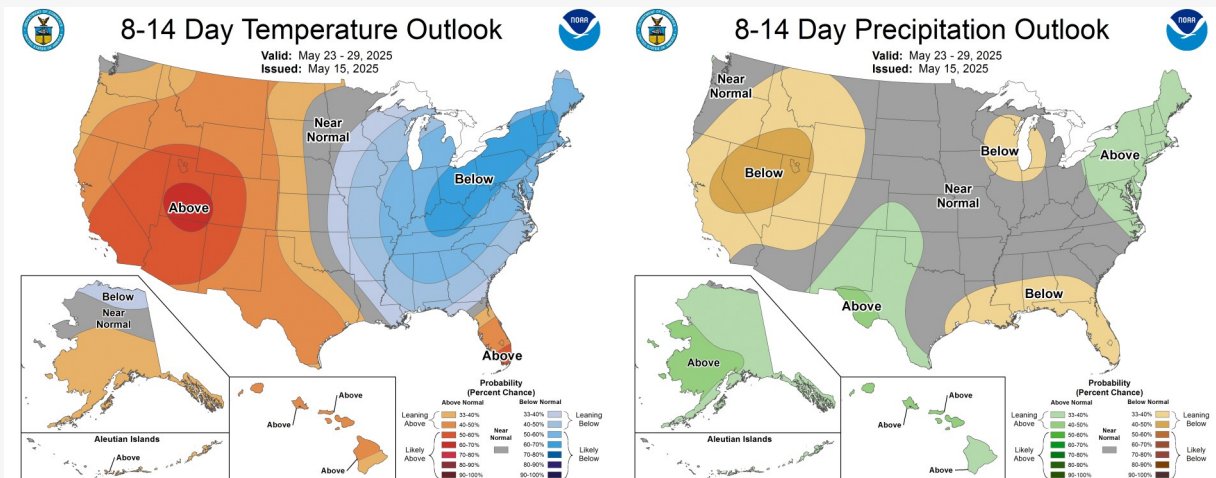 8-14 Day Temperature Outlook
Valid: May 23 - 29, 2025
Issued: May 15, 2025
NOAA
Near
Normal
Below
Above
Above
Below
Near
Normal
Above
Above
Above
Aleutian Islands
Above
Probability
(Percent Chance)
Above Normal
Below Normal
Leaning
Above
33-40%
40-50%
Likely
Above
50-60%
60-70%
70-80%
80-90%
90-100%
Near
Normal
33-40%
40-50%
Leaning
Below
50-60%
60-70%
70-80%
80-90%
90-100%
Likely
Below
8-14 Day Precipitation Outlook
Valid: May 23 - 29, 2025
Issued: May 15, 2025
NOAA
Near
Normal
Below
Below
Above
Near
Normal
Above
Below
Above
Above
Above
Above
Aleutian Islands
Above
Probability
(Percent Chance)
Above Normal
Below Normal
Leaning
Above
33-40%
40-50%
Likely
Above
50-60%
60-70%
70-80%
80-90%
90-100%
Near
Normal
33-40%
40-50%
Leaning
Below
50-60%
60-70%
70-80%
80-90%
90-100%
Likely
Below